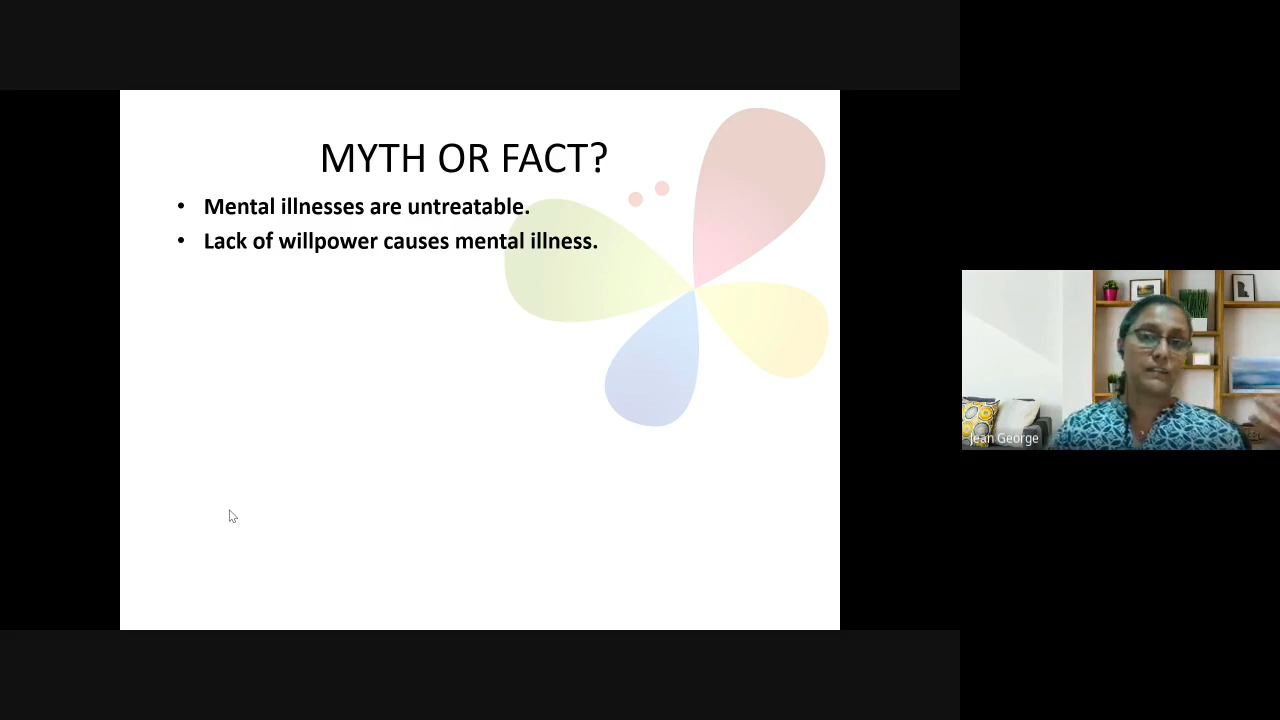 MYTH OR FACT?
• Mental illnesses are untreatable.
• Lack of willpower causes mental illness.
Jean George